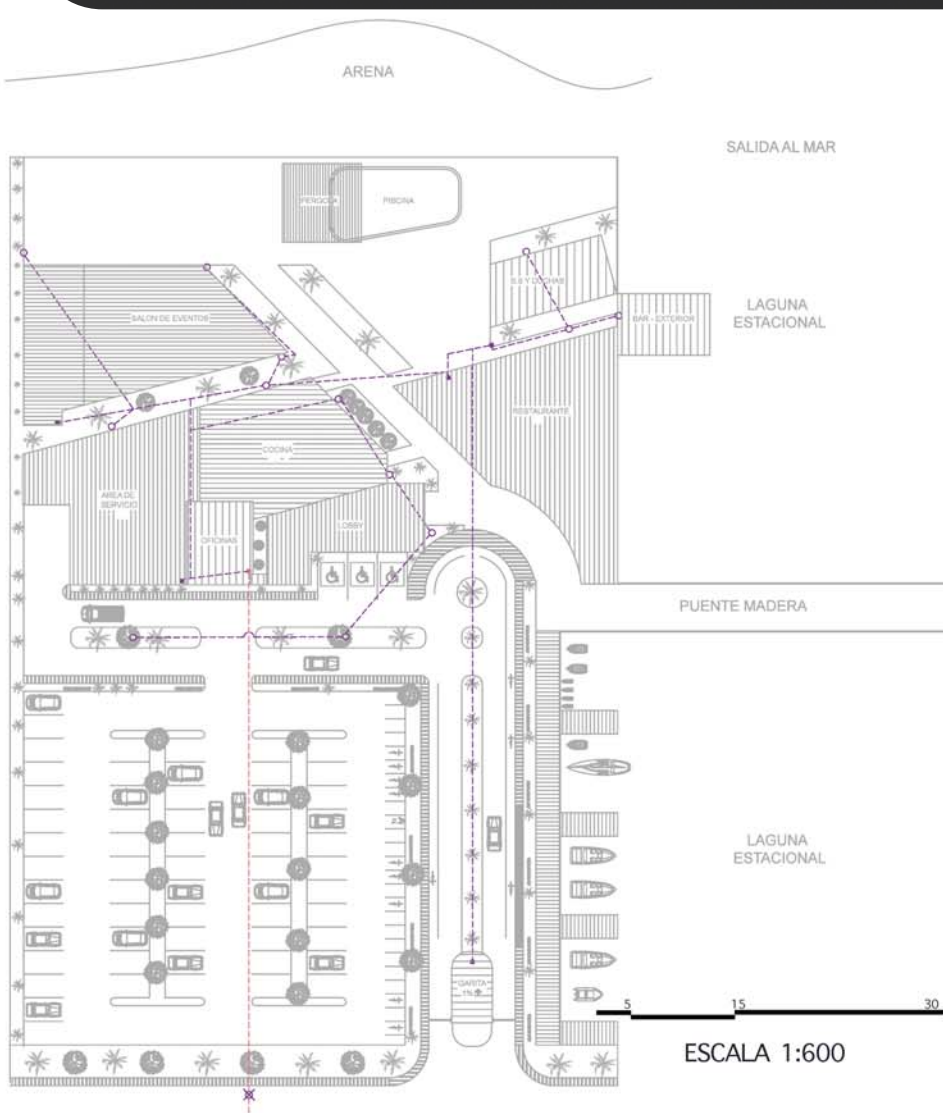 ARENA
SALIDA AL MAR
PERGOLA
PISCINA
S.S Y DUCHAS
SALON DE EVENTOS
BAR - EXTERIOR
LAGUNA
ESTACIONAL
RESTAURANTE
COCINA
AREA DE
SERVICIO
OFICINAS
LOBBY
PUENTE MADERA
LAGUNA
ESTACIONAL
GARITA
1%
5 15 30
ESCALA 1:600